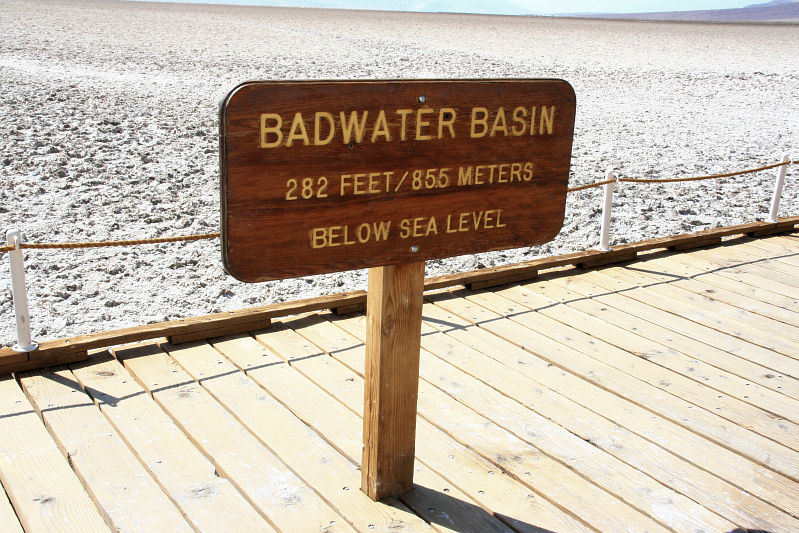 BADWATER BASIN
282 FEET/85.5 METERS
BELOW SEA LEVEL